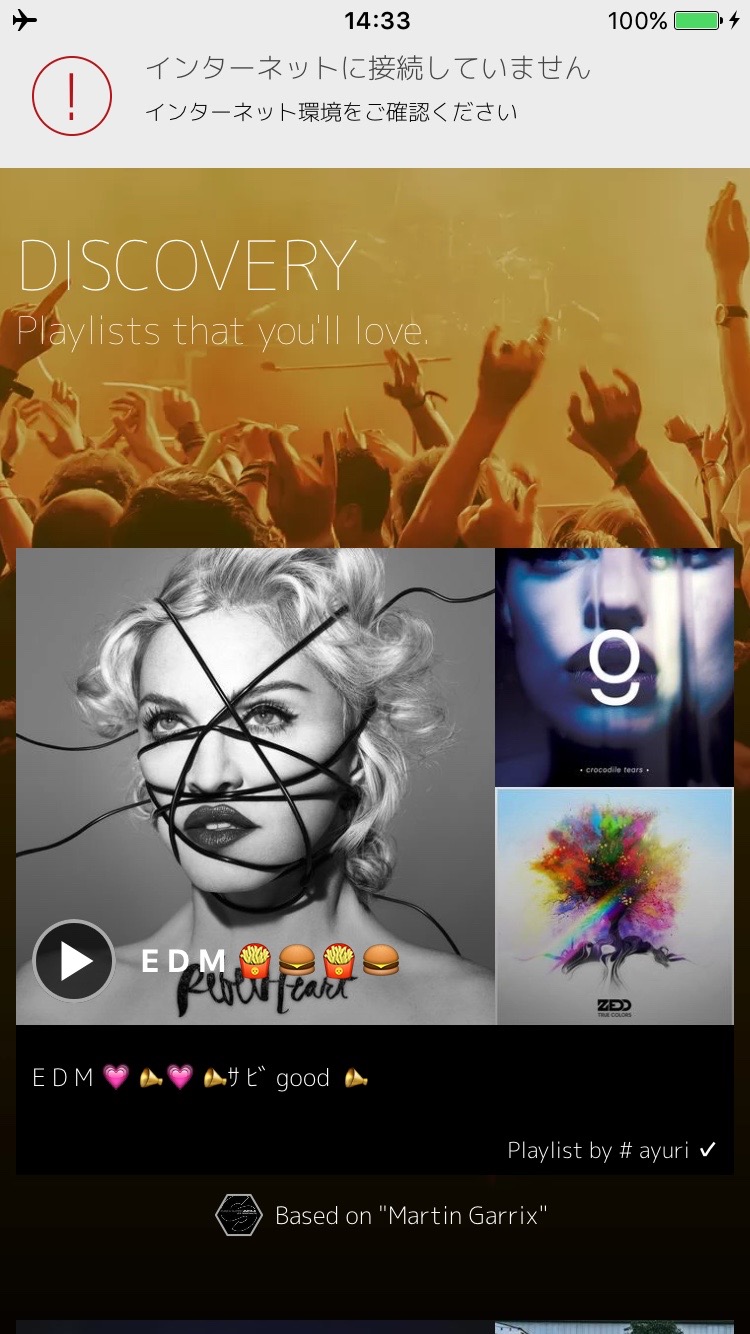 14:33
100%
インターネットに接続していません
インターネット環境をご確認ください
DISCOVERY
Playlists that you'll love.
g
• crocodile tears •
E D M 🍟🍔🍟🍔
Rebel Heart
ZEDD
TRUE COLORS
E D M 💗 📣💗 📣ｻﾋﾞ good 📣
Playlist by # ayuri ✓
Based on "Martin Garrix"